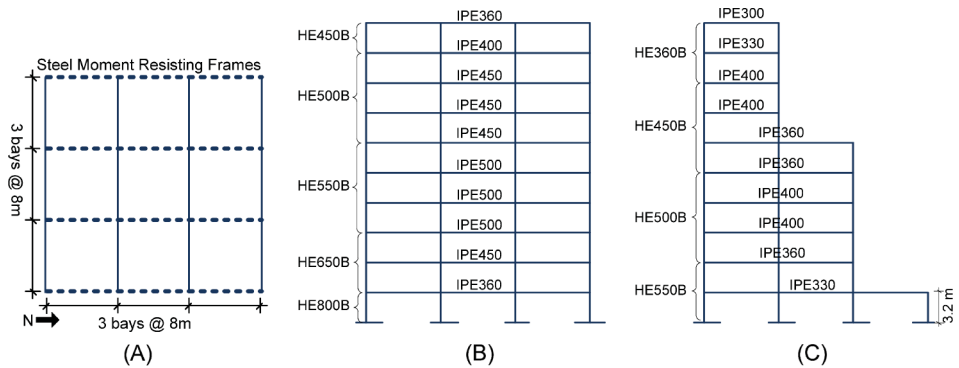 Steel Moment Resisting Frames
3 bays @ 8m
N
3 bays @ 8m
(A)
IPE360
HE450B
IPE400
IPE450
HE500B
IPE450
IPE450
IPE500
HE550B
IPE500
IPE500
IPE450
HE650B
IPE360
HE800B
(B)
IPE300
HE360B
IPE330
IPE400
IPE400
HE450B
IPE360
IPE360
IPE400
HE500B
IPE400
IPE360
HE550B
IPE330
3.2 m
(C)